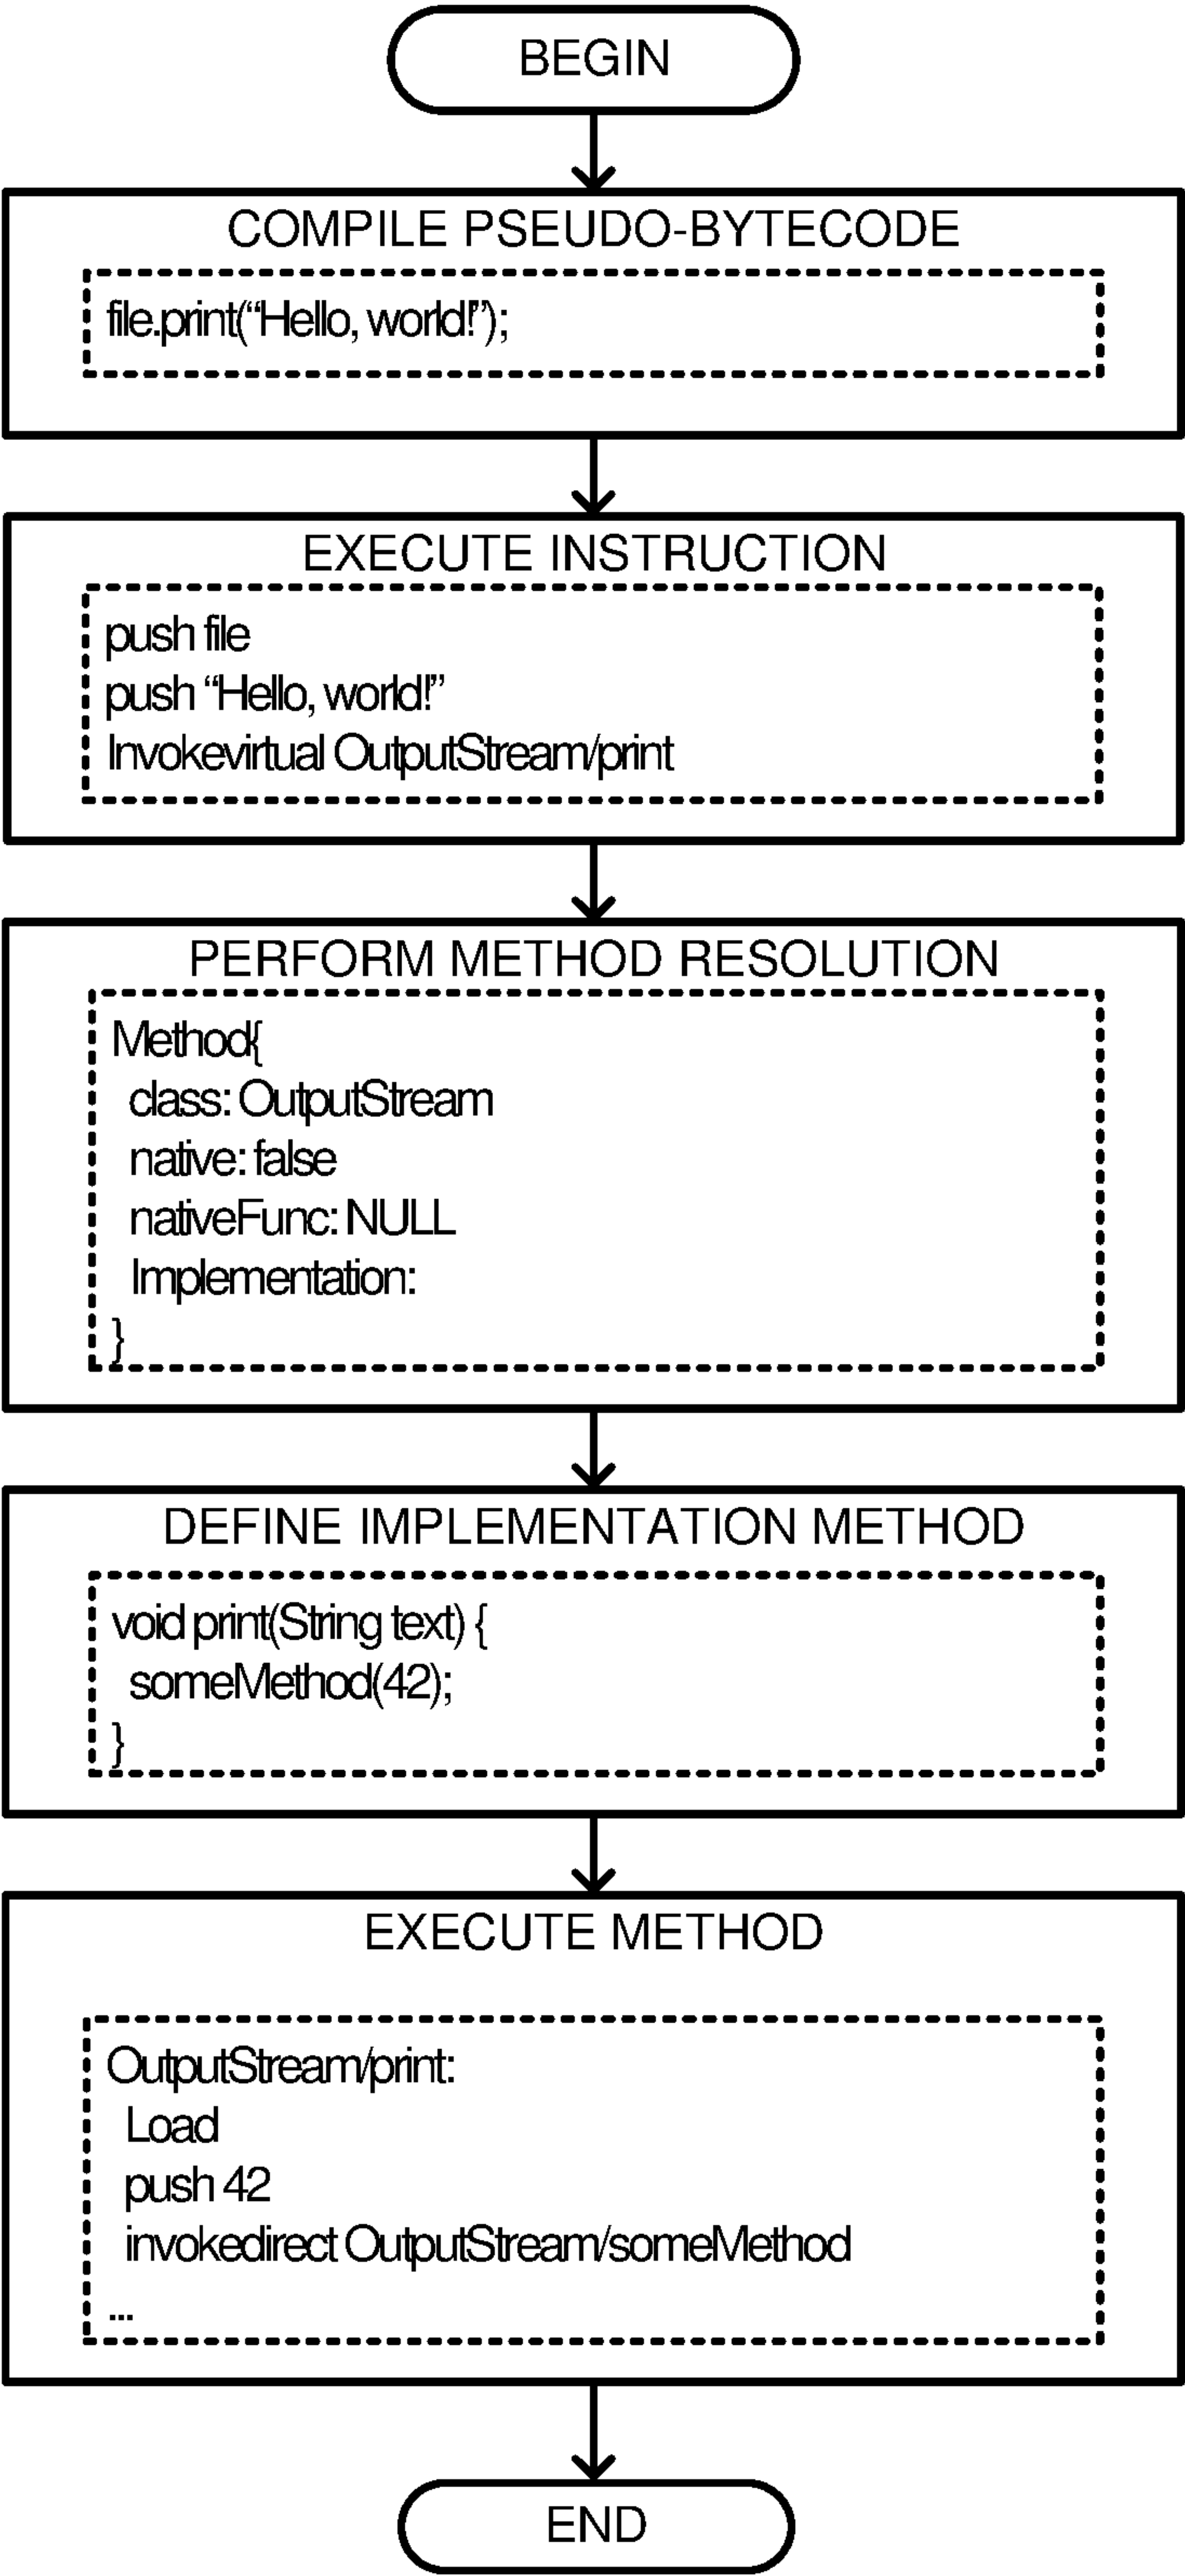 BEGIN
COMPILE PSEUDO-BYTECODE
file.print(“Hello, world!”);
EXECUTE INSTRUCTION
push file
push “Hello, world!”
Invokevirtual OutputStream/print
PERFORM METHOD RESOLUTION
Method{
class: OutputStream
native: false
nativeFunc: NULL
Implementation:
}
DEFINE IMPLEMENTATION METHOD
void print(String text) {
someMethod(42);
}
EXECUTE METHOD
OutputStream/print:
Load
push 42
invokedirect OutputStream/someMethod
...
END